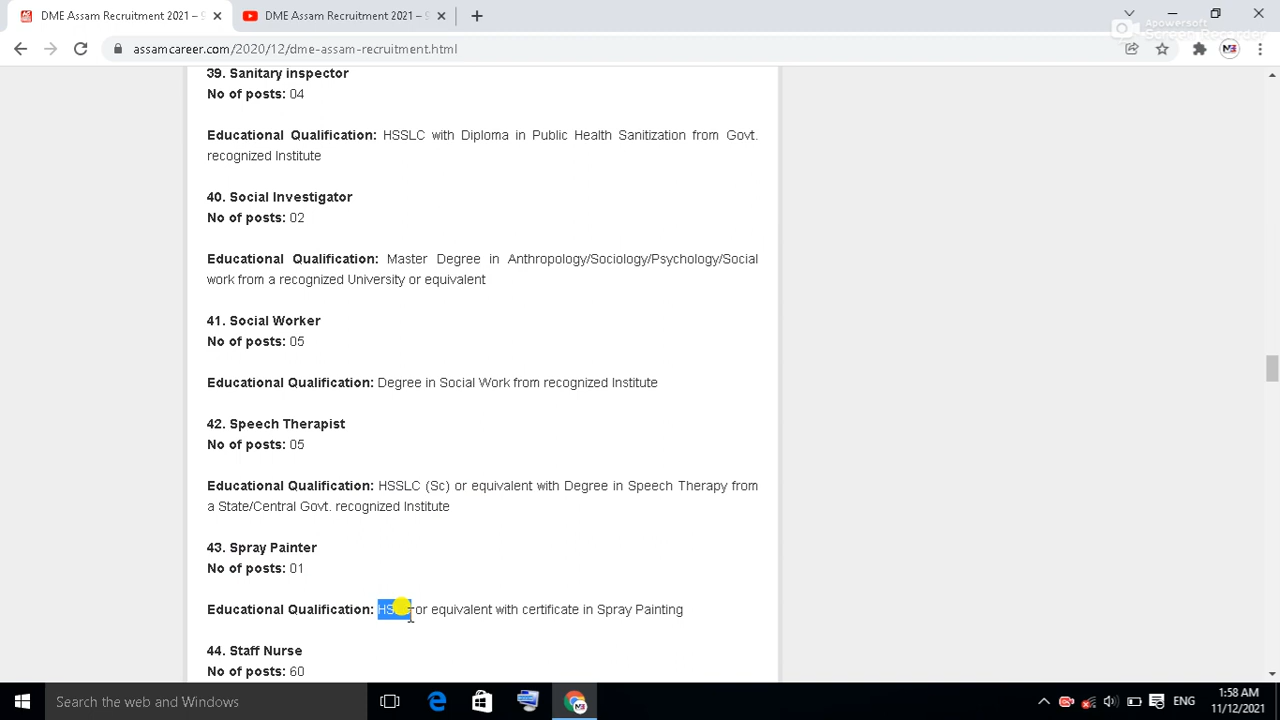 DME Assam Recruitment 2021 – 9
DME Assam Recruitment 2021 – 9
assamcareer.com/2020/12/dme-assam-recruitment.html
Apowersoft
Screen Recorder
39. Sanitary inspector
No of posts: 04
Educational Qualification: HSSLC with Diploma in Public Health Sanitization from Govt.
recognized Institute
40. Social Investigator
No of posts: 02
Educational Qualification: Master Degree in Anthropology/Sociology/Psychology/Social
work from a recognized University or equivalent
41. Social Worker
No of posts: 05
Educational Qualification: Degree in Social Work from recognized Institute
42. Speech Therapist
No of posts: 05
Educational Qualification: HSSLC (Sc) or equivalent with Degree in Speech Therapy from
a State/Central Govt. recognized Institute
43. Spray Painter
No of posts: 01
Educational Qualification: or equivalent with certificate in Spray Painting
44. Staff Nurse
No of posts: 60
Search the web and Windows
ENG
1:58 AM
11/12/2021